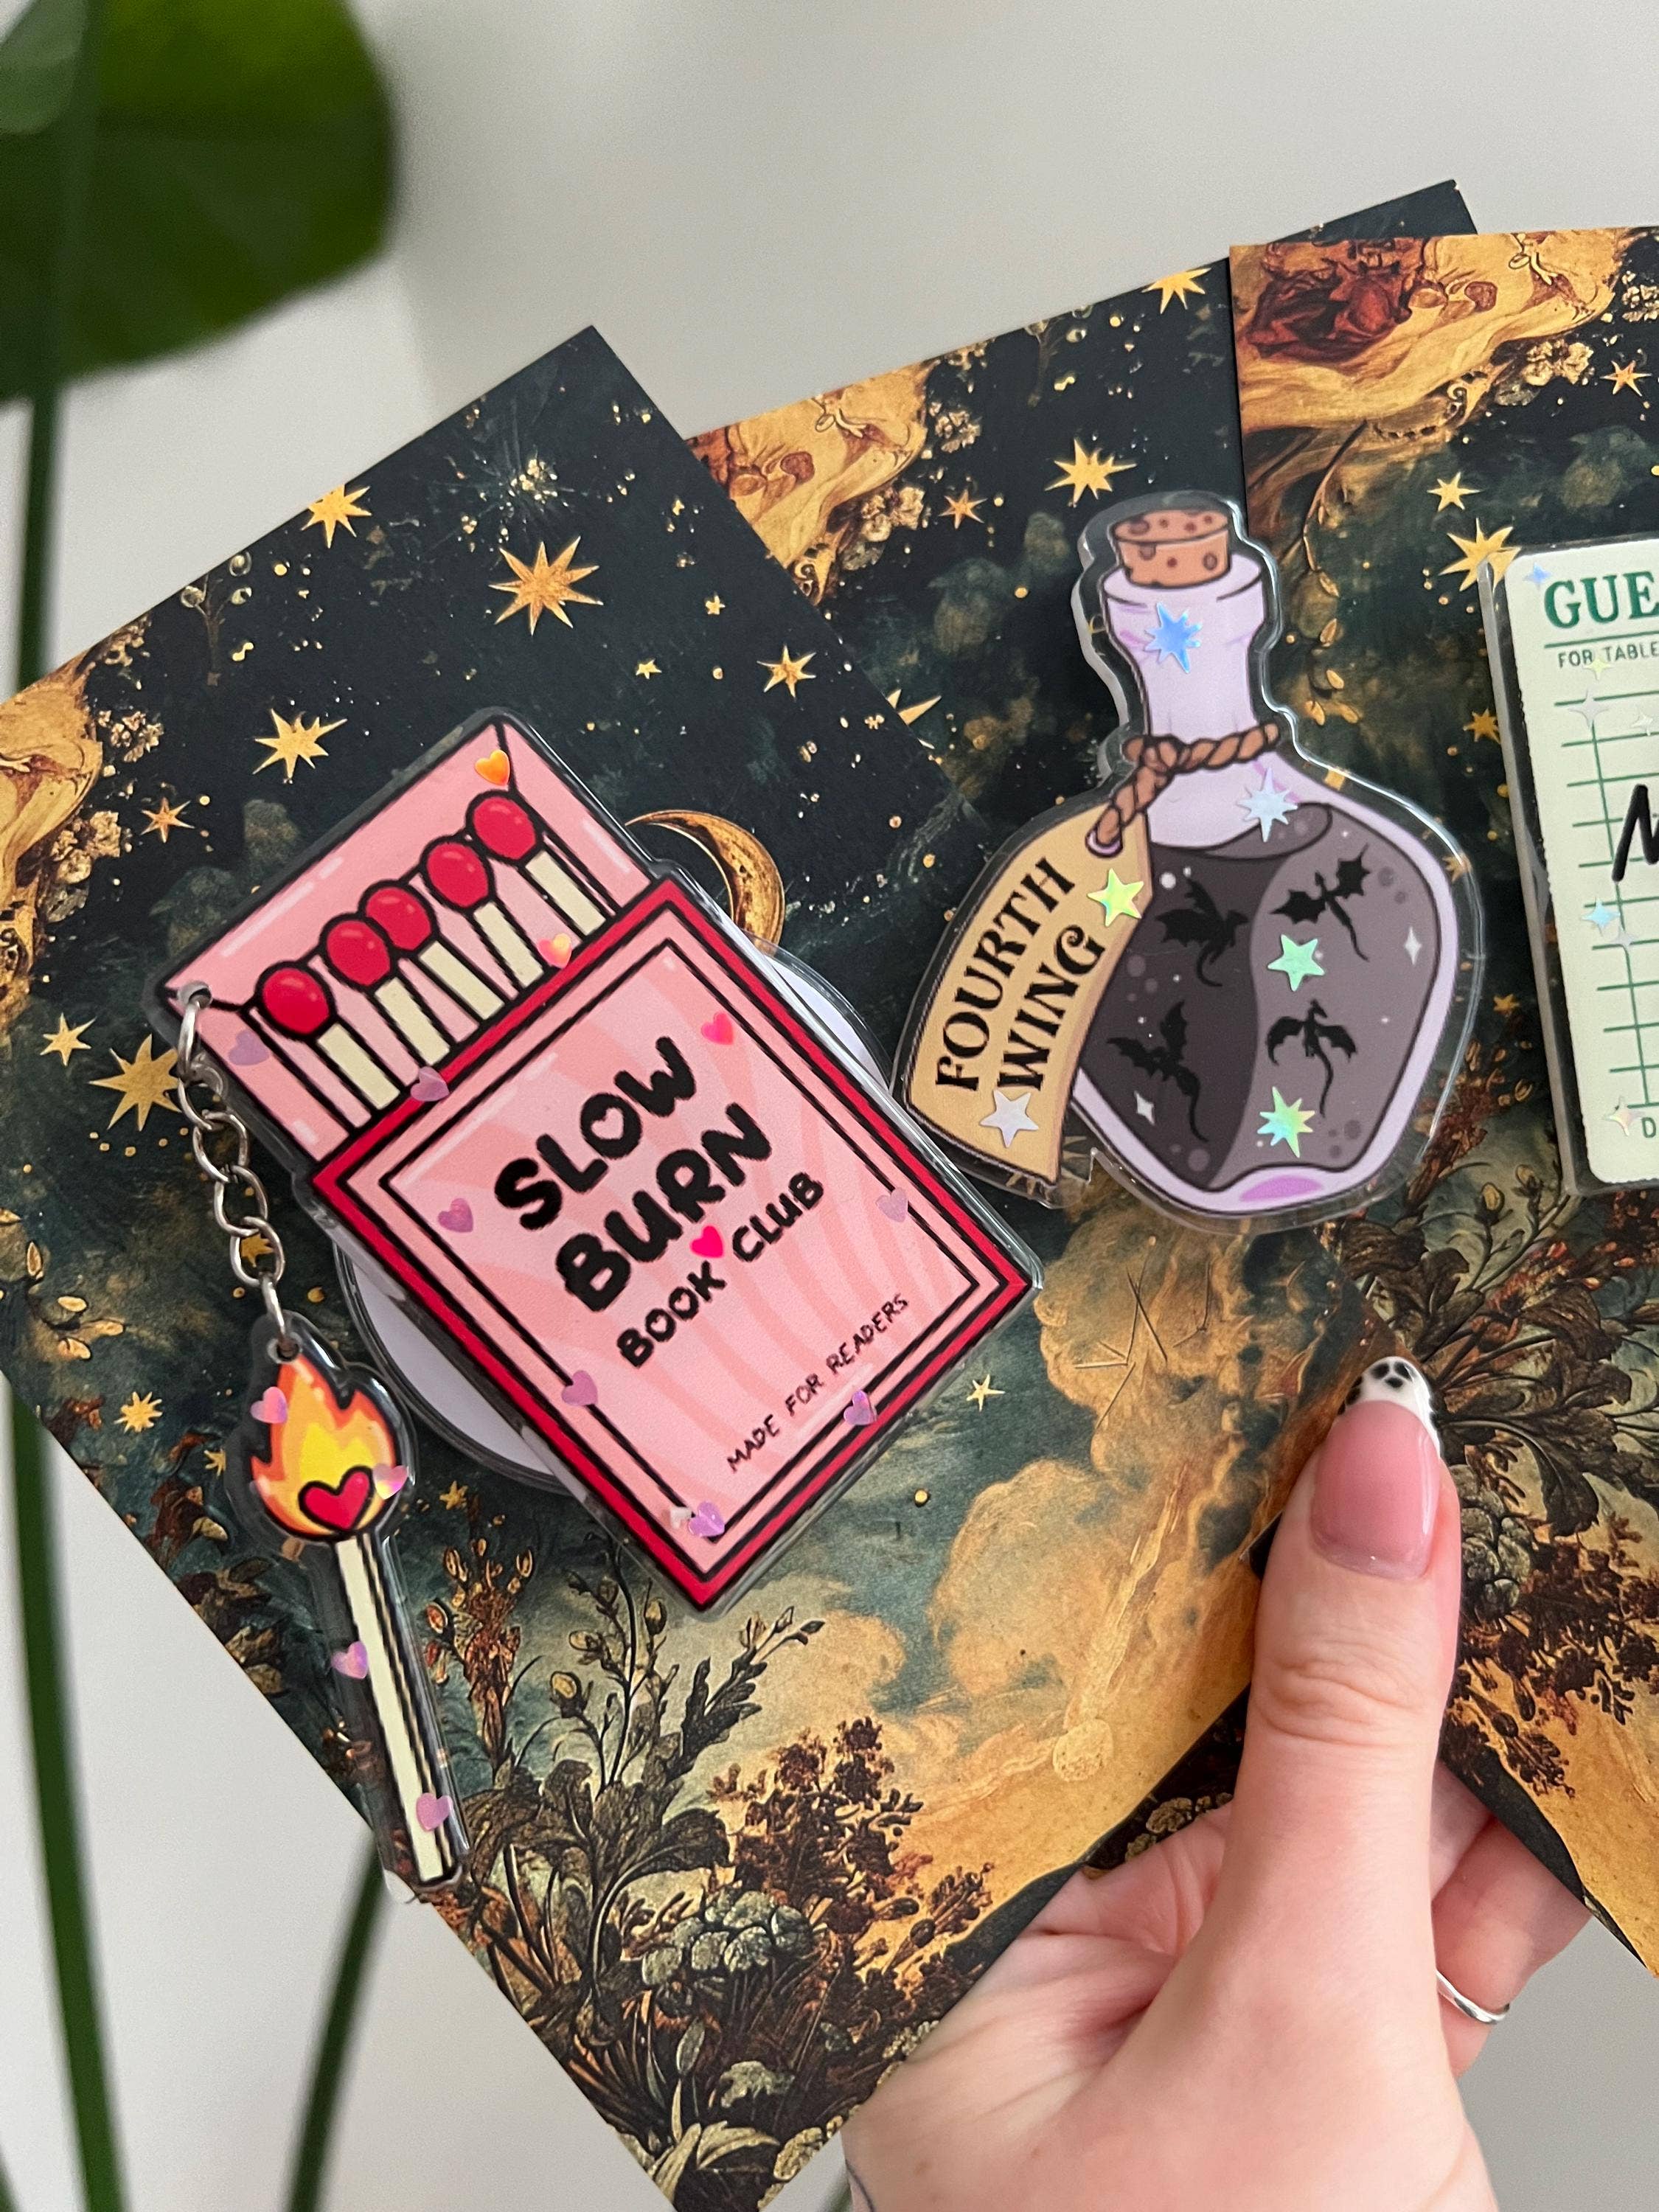 SLOW
BURN
BOOK CLUB
MADE FOR READERS
FOURTH
WING
GUE
FOR TABLE